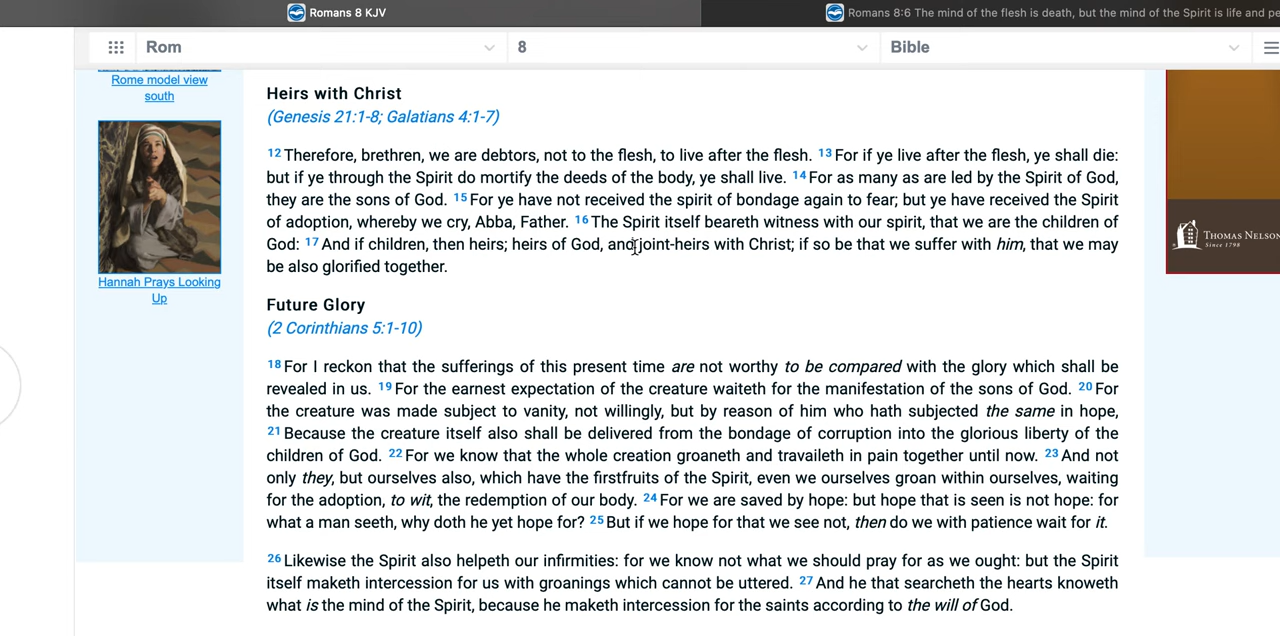 Romans 8 KJV
Romans 8:6 The mind of the flesh is death, but the mind of the Spirit is life and
Rom
8
Bible
Rome model view
south
Hannah Prays Looking
Up
Heirs with Christ
(Genesis 21:1-8; Galatians 4:1-7)
12 Therefore, brethren, we are debtors, not to the flesh, to live after the flesh. 13 For if ye live after the flesh, ye shall die:
but if ye through the Spirit do mortify the deeds of the body, ye shall live. 14 For as many as are led by the Spirit of God,
they are the sons of God. 15 For ye have not received the spirit of bondage again to fear; but ye have received the Spirit
of adoption, whereby we cry, Abba, Father. 16 The Spirit itself beareth witness with our spirit, that we are the children of
God: 17 And if children, then heirs; heirs of God, and joint-heirs with Christ; if so be that we suffer with him, that we may
be also glorified together.
Future Glory
(2 Corinthians 5:1-10)
18 For I reckon that the sufferings of this present time are not worthy to be compared with the glory which shall be
revealed in us. 19 For the earnest expectation of the creature waiteth for the manifestation of the sons of God. 20 For
the creature was made subject to vanity, not willingly, but by reason of him who hath subjected the same in hope,
21 Because the creature itself also shall be delivered from the bondage of corruption into the glorious liberty of the
children of God. 22 For we know that the whole creation groaneth and travaileth in pain together until now. 23 And not
only they, but ourselves also, which have the firstfruits of the Spirit, even we ourselves groan within ourselves, waiting
for the adoption, to wit, the redemption of our body. 24 For we are saved by hope: but hope that is seen is not hope: for
what a man seeth, why doth he yet hope for? 25 But if we hope for that we see not, then do we with patience wait for it.
26 Likewise the Spirit also helpeth our infirmities: for we know not what we should pray for as we ought: but the Spirit
itself maketh intercession for us with groanings which cannot be uttered. 27 And he that searcheth the hearts knoweth
what is the mind of the Spirit, because he maketh intercession for the saints according to the will of God.
THOMAS NELSON
Since 1798